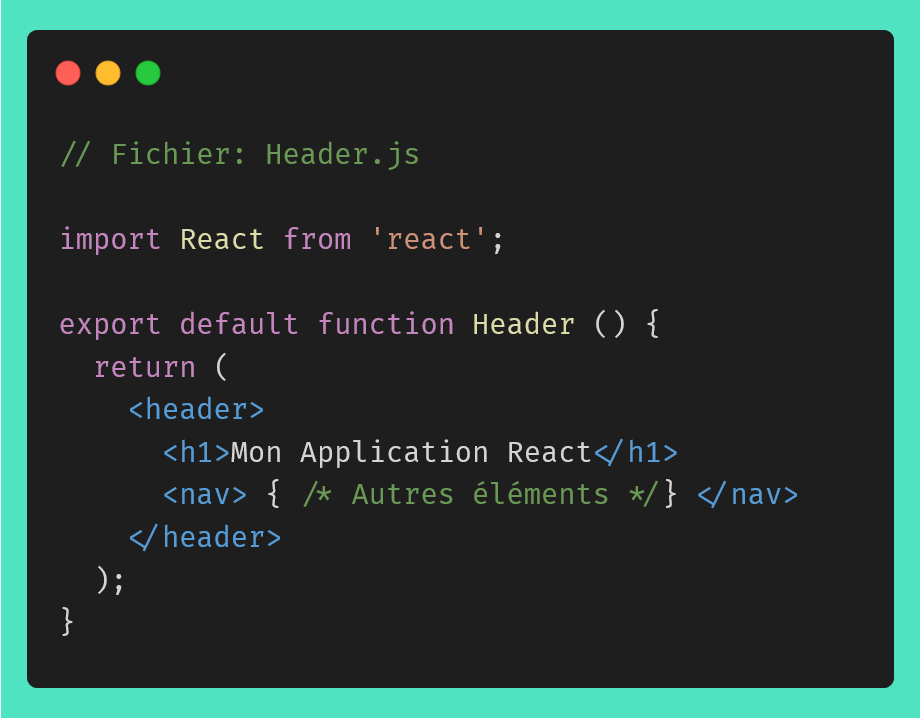 // Fichier: Header.js
import React from 'react';
export default function Header () {
return (
<header>
<h1>Mon Application React</h1>
<nav> { /* Autres éléments */} </nav>
</header>
);
}